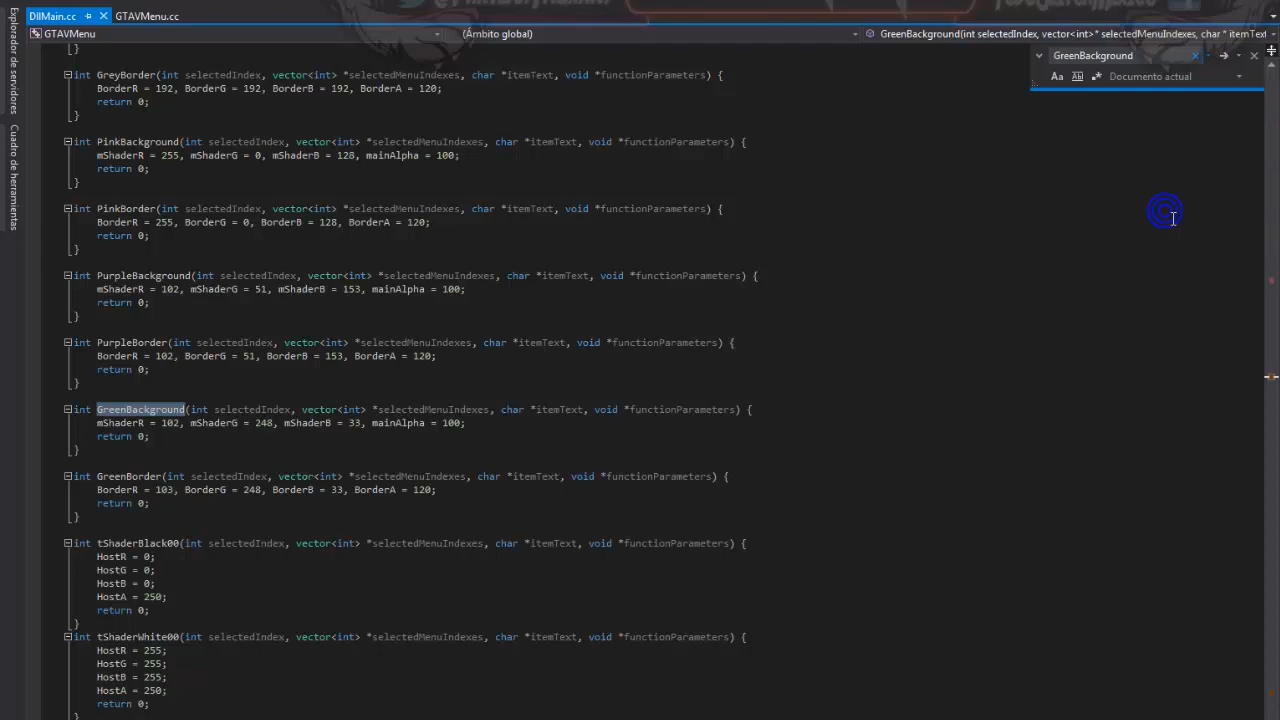 DllMain.cc GTAVMenu.cc
GTAVMenu (Ámbito global) GreenBackground(int selectedIndex, vector<int>* selectedMenuIndexes, char * itemText,
Explorador de servidores
Cuadro de herramientas
GreenBackground
Documento actual
}
int GreyBorder(int selectedIndex, vector<int> *selectedMenuIndexes, char *itemText, void *functionParameters) {
BorderR = 192, BorderG = 192, BorderB = 192, BorderA = 120;
return 0;
}
int PinkBackground(int selectedIndex, vector<int> *selectedMenuIndexes, char *itemText, void *functionParameters) {
mShaderR = 255, mShaderG = 0, mShaderB = 128, mainAlpha = 100;
return 0;
}
int PinkBorder(int selectedIndex, vector<int> *selectedMenuIndexes, char *itemText, void *functionParameters) {
BorderR = 255, BorderG = 0, BorderB = 128, BorderA = 120;
return 0;
}
int PurpleBackground(int selectedIndex, vector<int> *selectedMenuIndexes, char *itemText, void *functionParameters) {
mShaderR = 102, mShaderG = 51, mShaderB = 153, mainAlpha = 100;
return 0;
}
int PurpleBorder(int selectedIndex, vector<int> *selectedMenuIndexes, char *itemText, void *functionParameters) {
BorderR = 102, BorderG = 51, BorderB = 153, BorderA = 120;
return 0;
}
int GreenBackground(int selectedIndex, vector<int> *selectedMenuIndexes, char *itemText, void *functionParameters) {
mShaderR = 102, mShaderG = 248, mShaderB = 33, mainAlpha = 100;
return 0;
}
int GreenBorder(int selectedIndex, vector<int> *selectedMenuIndexes, char *itemText, void *functionParameters) {
BorderR = 103, BorderG = 248, BorderB = 33, BorderA = 120;
return 0;
}
int tShaderBlack00(int selectedIndex, vector<int> *selectedMenuIndexes, char *itemText, void *functionParameters) {
HostR = 0;
HostG = 0;
HostB = 0;
HostA = 250;
return 0;
}
int tShaderWhite00(int selectedIndex, vector<int> *selectedMenuIndexes, char *itemText, void *functionParameters) {
HostR = 255;
HostG = 255;
HostB = 255;
HostA = 250;
return 0;
}